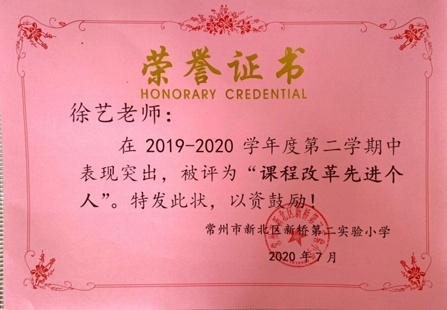 荣誉证书
HONORARY CREDENTIAL
徐艺老师：
在 2019-2020 学年度第二学期中
表现突出，被评为“课程改革先进个
人”。特发此状，以资鼓励！
常州市新北区新桥第二实验小学
2020 年 7 月